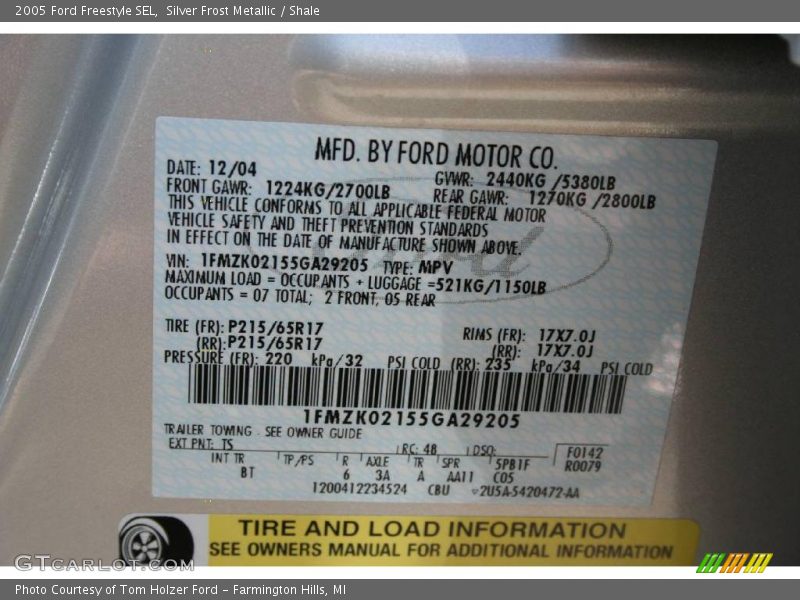 2005 Ford Freestyle SEL, Silver Frost Metallic / Shale
MFD. BY FORD MOTOR CO.
DATE: 12/04 GVWR: 2440KG /5380LB
FRONT GAWR: 1224KG/2700LB REAR GAWR: 1270KG /2800LB
THIS VEHICLE CONFORMS TO ALL APPLICABLE FEDERAL MOTOR
VEHICLE SAFETY AND THEFT PREVENTION STANDARDS
IN EFFECT ON THE DATE OF MANUFACTURE SHOWN ABOVE.
VIN: 1FMZK02155GA29205 TYPE: MPV
MAXIMUM LOAD = OCCUPANTS + LUGGAGE =521KG/1150LB
OCCUPANTS = 07 TOTAL; 2 FRONT, 05 REAR
TIRE (FR): P215/65R17 RIMS (FR): 17X7.0J
(RR): P215/65R17 (RR): 17X7.0J
PRESSURE (FR): 220 kPa/32 PSI COLD (RR): 235 kPa/34 PSI COLD
1FMZK02155GA29205
TRAILER TOWING - SEE OWNER GUIDE
EXT PNT: TS RC: 48 DSO: F0142
INT TR TP/PS R AXLE TR SPR 5PB1F R0079
BT 6 3A A AA11 C05
1200412234524 CBU 2U5A-5420472-AA
TIRE AND LOAD INFORMATION
SEE OWNERS MANUAL FOR ADDITIONAL INFORMATION
GTCARLOT.COM
Photo Courtesy of Tom Holzer Ford - Farmington Hills, MI